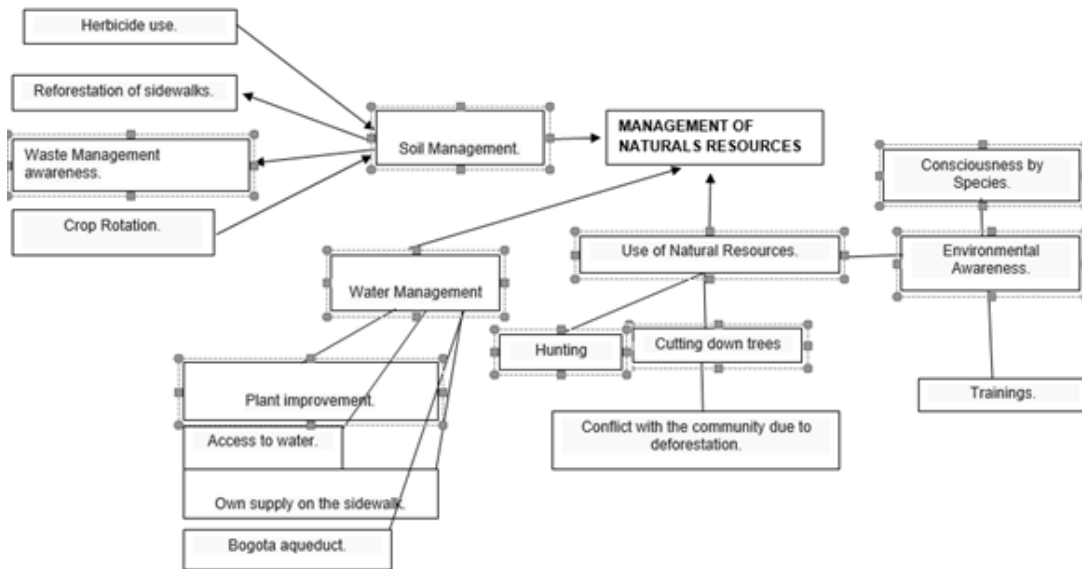 Herbicide use.
Reforestation of sidewalks.
Waste Management
awareness.
Crop Rotation.
Soil Management.
MANAGEMENT OF
NATURALS RESOURCES
Consciousness by
Species.
Use of Natural Resources.
Environmental
Awareness.
Water Management
Hunting
Cutting down trees
Trainings.
Plant improvement.
Access to water.
Own supply on the sidewalk.
Bogota aqueduct.
Conflict with the community due to
deforestation.